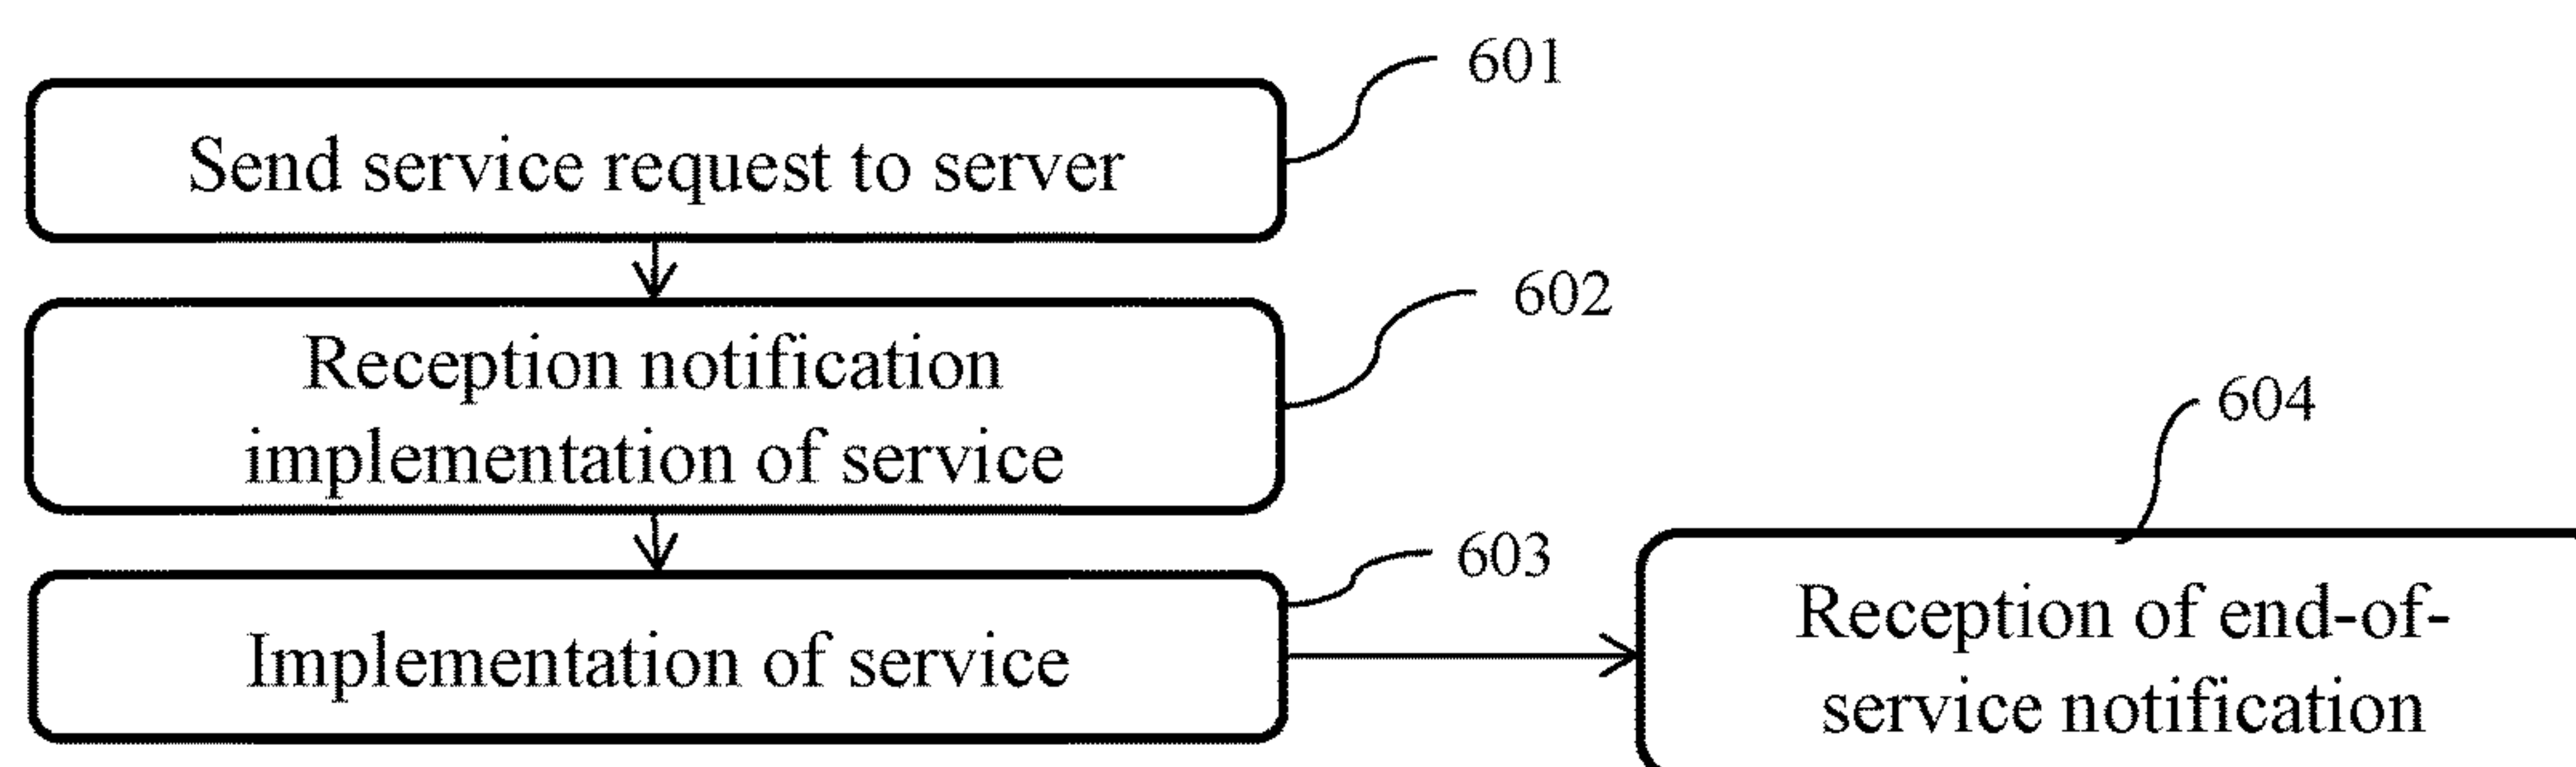 601
Send service request to server
602
Reception notification
implementation of service
604
603
Implementation of service
Reception of end-of-
service notification